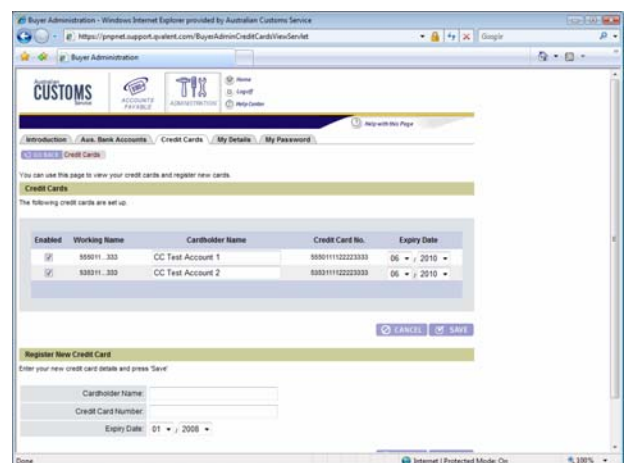 Buyer Administration - Windows Internet Explorer provided by Australian Customs Service
https://pnpnet.support.qvalent.com/BuyerAdminCreditCardsViewServlet
Google
Buyer Administration
Australian
CUSTOMS
Service
ACCOUNTS
PAYABLE
ADMINISTRATION
Home
Logoff
Help Center
Help with this Page
Introduction
Aus. Bank Accounts
Credit Cards
My Details
My Password
GO BACK Credit Cards
You can use this page to view your credit cards and register new cards.
Credit Cards
The following credit cards are set up.
Enabled Working Name Cardholder Name Credit Card No. Expiry Date
555011...333 CC Test Account 1 5550111122223333 06 / 2010
535311...333 CC Test Account 2 5353111122223333 06 / 2010
CANCEL SAVE
Register New Credit Card
Enter your new credit card details and press 'Save'
Cardholder Name:
Credit Card Number:
Expiry Date: 01 / 2008
Done
Internet | Protected Mode: On
100%